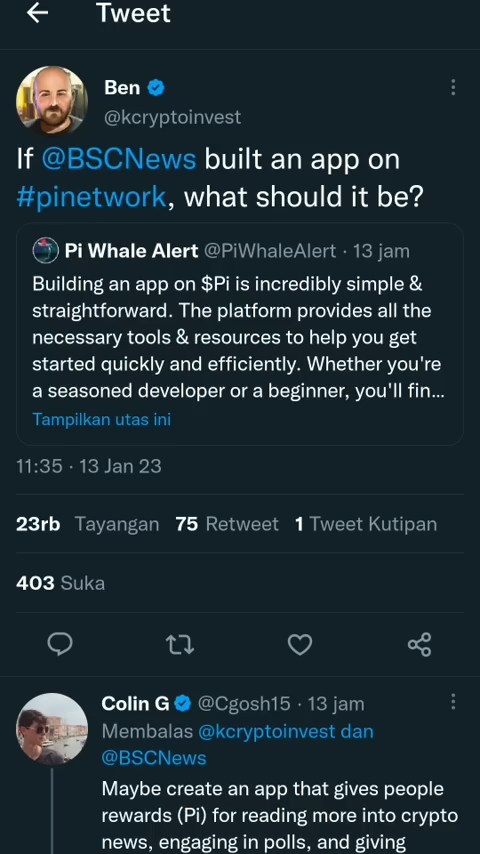 Tweet
Ben
@kcryptoinvest
If @BSCNews built an app on
#pinetwork, what should it be?
Pi Whale Alert @PiWhaleAlert · 13 jam
Building an app on $Pi is incredibly simple &
straightforward. The platform provides all the
necessary tools & resources to help you get
started quickly and efficiently. Whether you're
a seasoned developer or a beginner, you'll fin...
Tampilkan utas ini
11:35 · 13 Jan 23
23rb Tayangan 75 Retweet 1 Tweet Kutipan
403 Suka
Colin G @Cgosh15 · 13 jam
Membalas @kcryptoinvest dan
@BSCNews
Maybe create an app that gives people
rewards (Pi) for reading more into crypto
news, engaging in polls, and giving